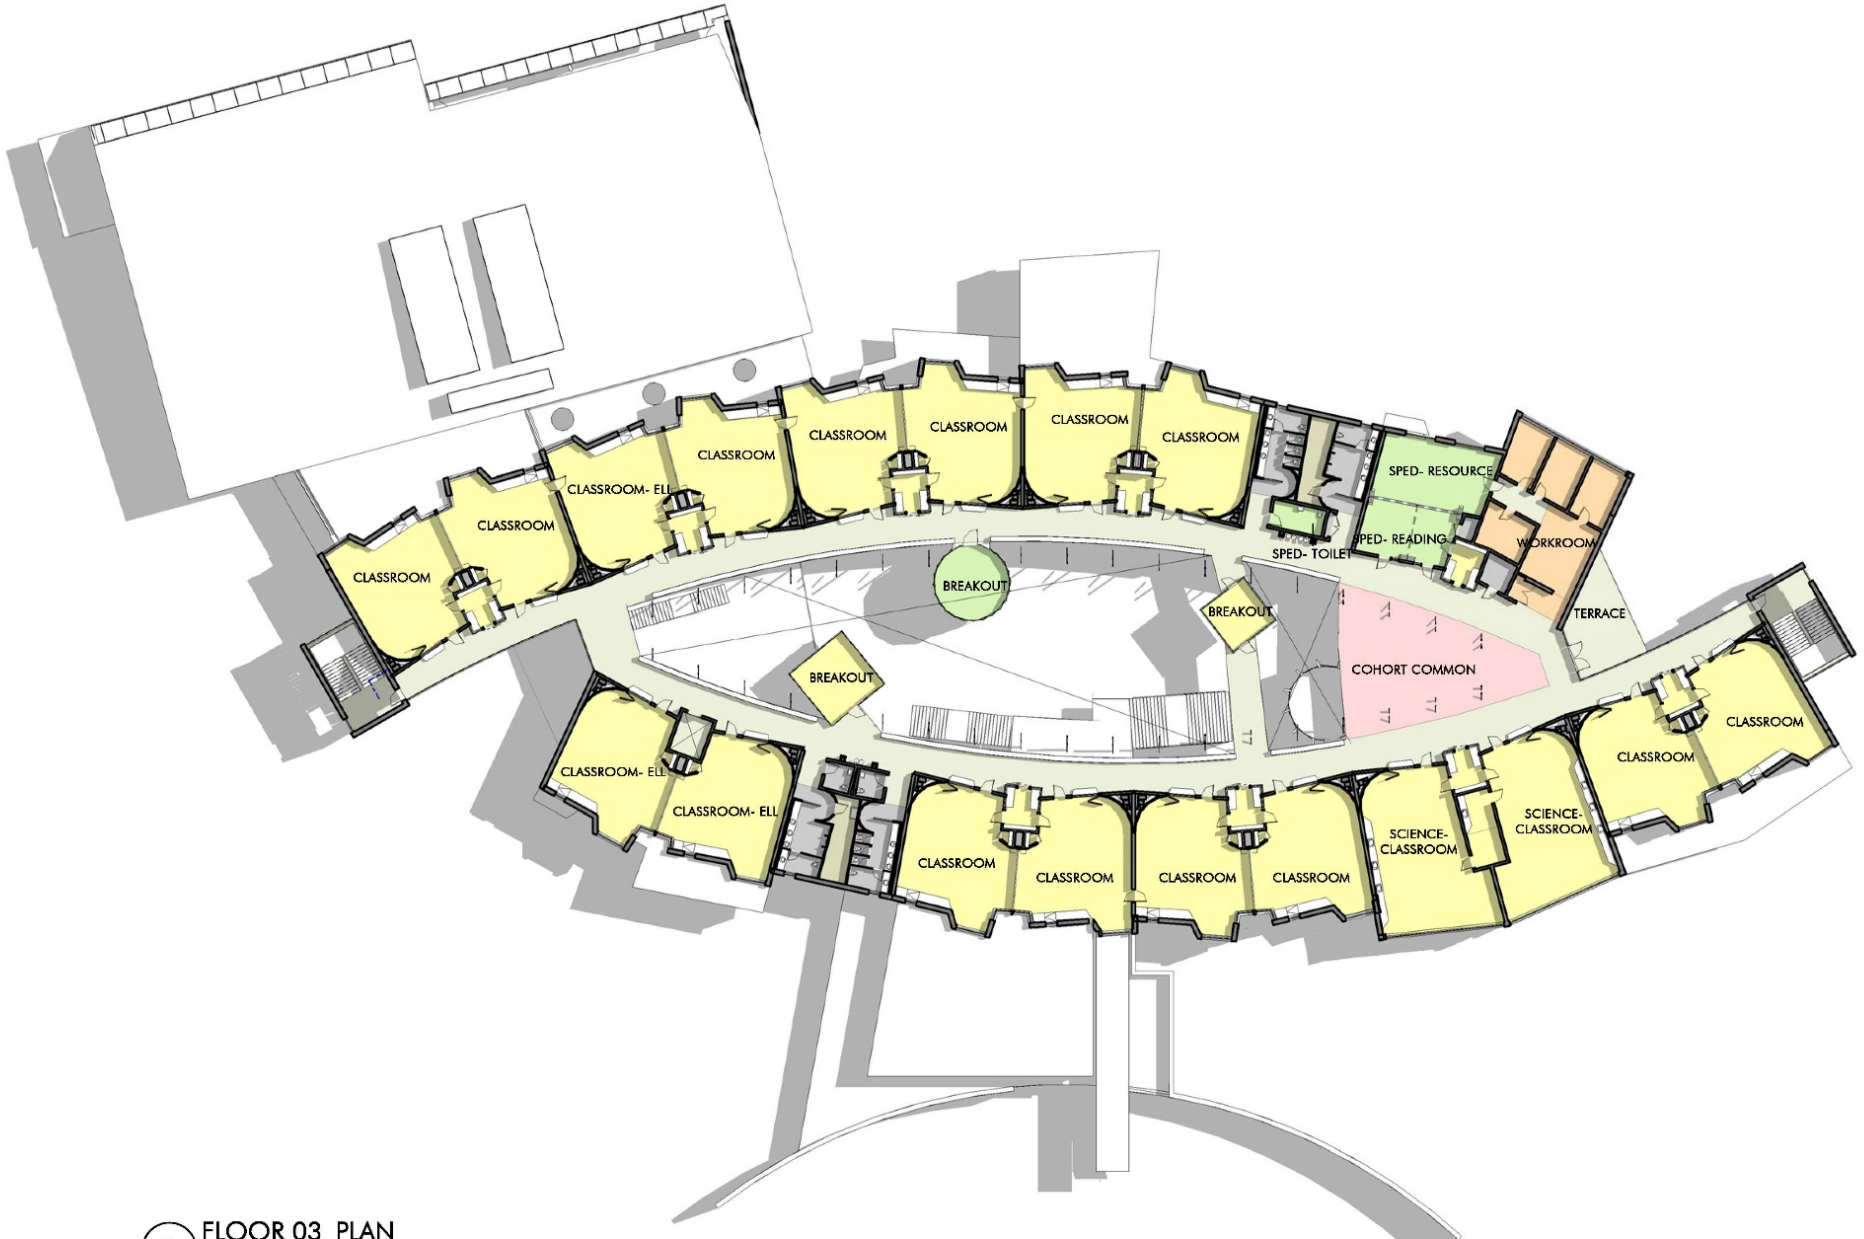 CLASSROOM
CLASSROOM
CLASSROOM- ELL
CLASSROOM
CLASSROOM
CLASSROOM
CLASSROOM
CLASSROOM
SPED- RESOURCE
SPED- READING
SPED- TOILET
WORKROOM
TERRACE
BREAKOUT
BREAKOUT
BREAKOUT
COHORT COMMON
CLASSROOM- ELL
CLASSROOM- ELL
CLASSROOM
CLASSROOM
CLASSROOM
CLASSROOM
SCIENCE-
CLASSROOM
SCIENCE-
CLASSROOM
CLASSROOM
CLASSROOM
FLOOR 03 PLAN